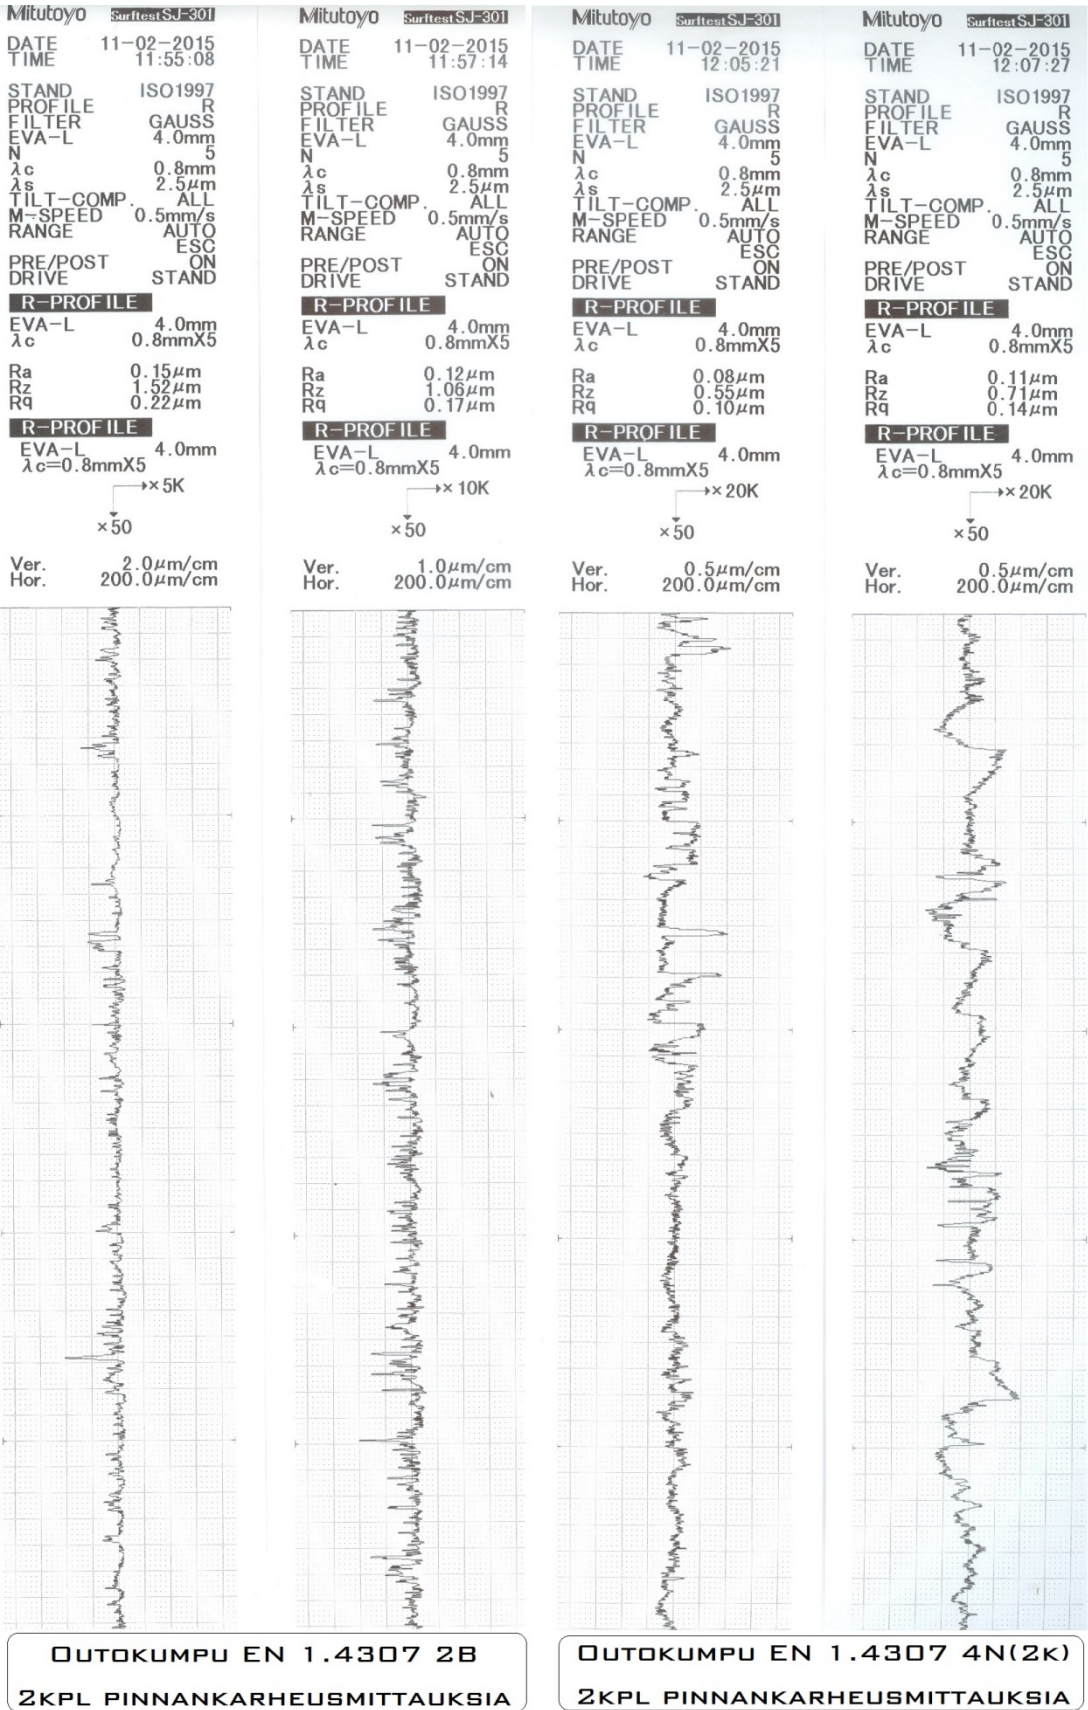 Mitutoyo Surftest SJ-301
DATE 11-02-2015
TIME 11:55:08
STAND ISO1997
PROFILE R
FILTER GAUSS
EVA-L 4.0mm
N 5
λc 0.8mm
λs 2.5μm
TILT-COMP. ALL
M-SPEED 0.5mm/s
RANGE AUTO
ESC
PRE/POST ON
DRIVE STAND
R-PROFILE
EVA-L 4.0mm
λc 0.8mmX5
Ra 0.15μm
Rz 1.52μm
Rq 0.22μm
R-PROFILE
EVA-L 4.0mm
λc=0.8mmX5
×5K
×50
Ver. 2.0μm/cm
Hor. 200.0μm/cm
Mitutoyo Surftest SJ-301
DATE 11-02-2015
TIME 11:57:14
STAND ISO1997
PROFILE R
FILTER GAUSS
EVA-L 4.0mm
N 5
λc 0.8mm
λs 2.5μm
TILT-COMP. ALL
M-SPEED 0.5mm/s
RANGE AUTO
ESC
PRE/POST ON
DRIVE STAND
R-PROFILE
EVA-L 4.0mm
λc 0.8mmX5
Ra 0.12μm
Rz 1.06μm
Rq 0.17μm
R-PROFILE
EVA-L 4.0mm
λc=0.8mmX5
×10K
×50
Ver. 1.0μm/cm
Hor. 200.0μm/cm
Mitutoyo Surftest SJ-301
DATE 11-02-2015
TIME 12:05:21
STAND ISO1997
PROFILE R
FILTER GAUSS
EVA-L 4.0mm
N 5
λc 0.8mm
λs 2.5μm
TILT-COMP. ALL
M-SPEED 0.5mm/s
RANGE AUTO
ESC
PRE/POST ON
DRIVE STAND
R-PROFILE
EVA-L 4.0mm
λc 0.8mmX5
Ra 0.08μm
Rz 0.55μm
Rq 0.10μm
R-PROFILE
EVA-L 4.0mm
λc=0.8mmX5
×20K
×50
Ver. 0.5μm/cm
Hor. 200.0μm/cm
Mitutoyo Surftest SJ-301
DATE 11-02-2015
TIME 12:07:27
STAND ISO1997
PROFILE R
FILTER GAUSS
EVA-L 4.0mm
N 5
λc 0.8mm
λs 2.5μm
TILT-COMP. ALL
M-SPEED 0.5mm/s
RANGE AUTO
ESC
PRE/POST ON
DRIVE STAND
R-PROFILE
EVA-L 4.0mm
λc 0.8mmX5
Ra 0.11μm
Rz 0.71μm
Rq 0.14μm
R-PROFILE
EVA-L 4.0mm
λc=0.8mmX5
×20K
×50
Ver. 0.5μm/cm
Hor. 200.0μm/cm
OUTOKUMPU EN 1.4307 2B
2KPL PINNANKARHEUSMITTAUKSIA
OUTOKUMPU EN 1.4307 4N(2K)
2KPL PINNANKARHEUSMITTAUKSIA